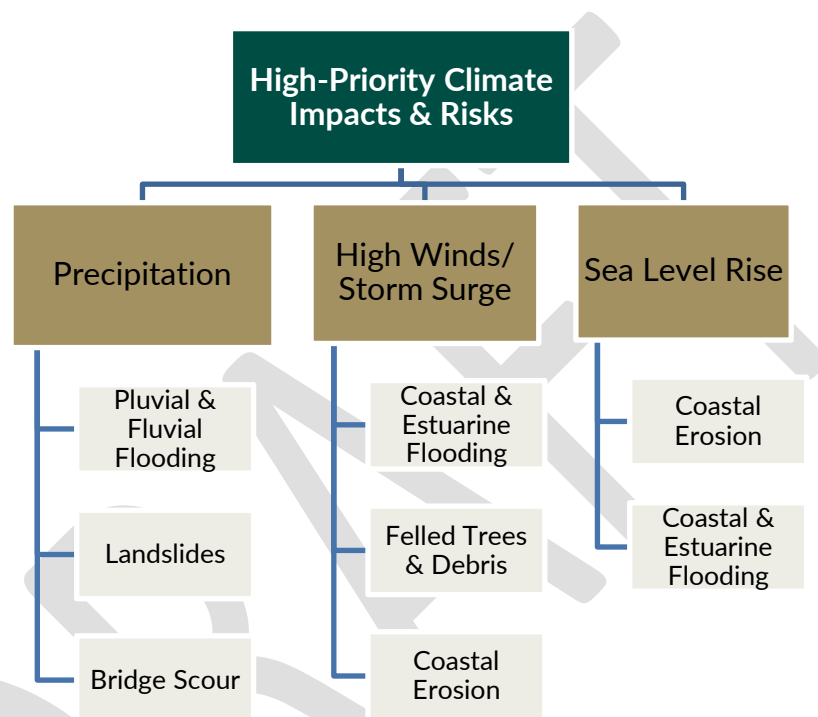 High-Priority Climate
Impacts & Risks
Precipitation
High Winds/
Storm Surge
Sea Level Rise
Pluvial &
Fluvial
Flooding
Landslides
Bridge Scour
Coastal &
Estuarine
Flooding
Felled Trees
& Debris
Coastal
Erosion
Coastal
Erosion
Coastal &
Estuarine
Flooding